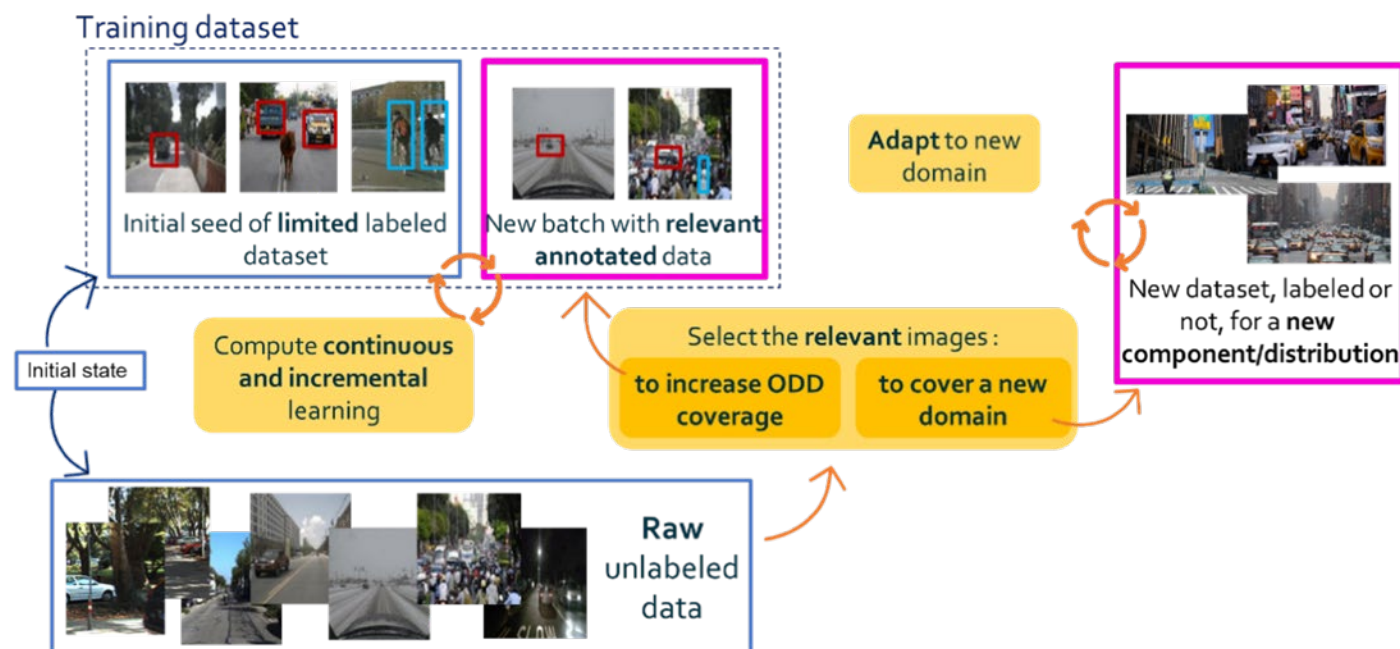 Training dataset
Initial seed of limited labeled
dataset
New batch with relevant
annotated data
Adapt to new
domain
New dataset, labeled or
not, for a new
component/distribution
Initial state
Compute continuous
and incremental
learning
Select the relevant images :
to increase ODD
coverage
to cover a new
domain
Raw
unlabeled
data
SLOW